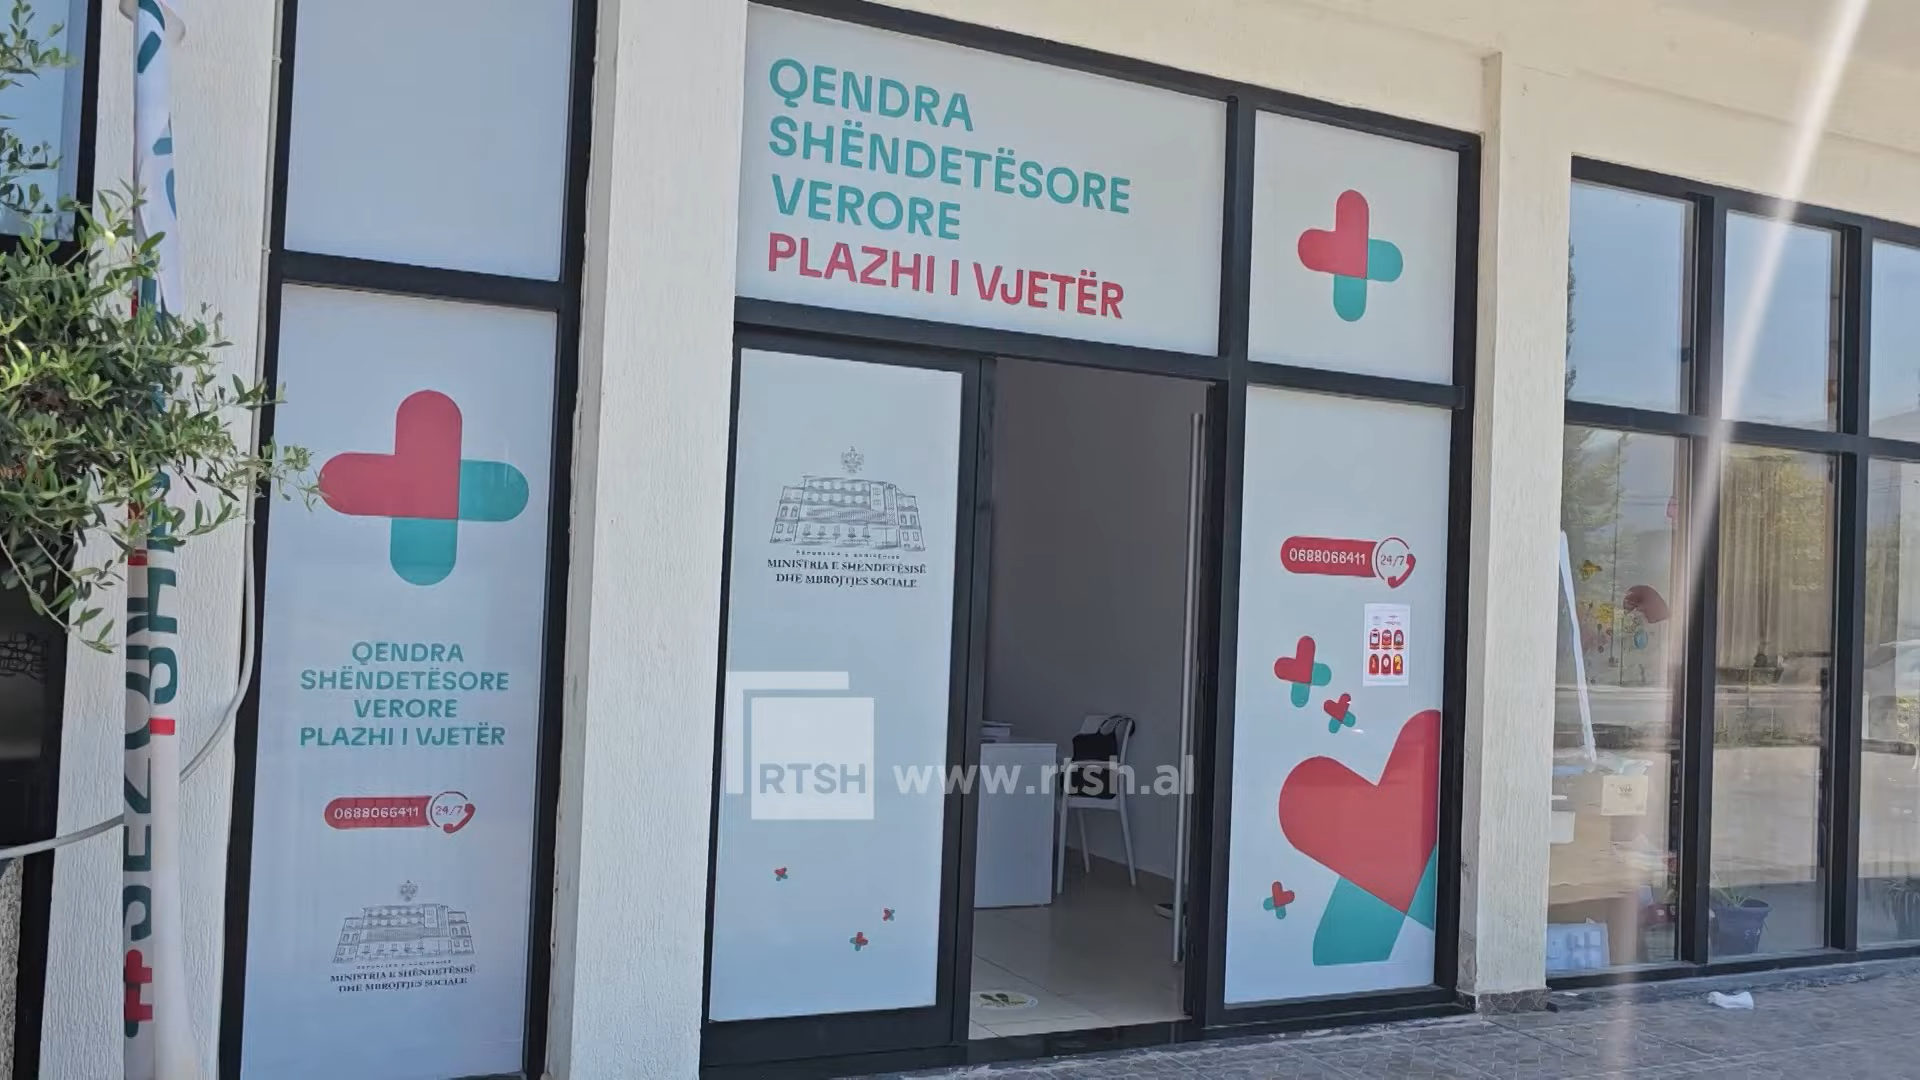 QENDRA
SHËNDETËSORE
VERORE
PLAZHI I VJETËR
QENDRA
SHËNDETËSORE
VERORE
PLAZHI I VJETËR
0688066411 24/7
MINISTRIA E SHËNDETËSISË
DHE MBROJTJES SOCIALE
MINISTRIA E SHËNDETËSISË
DHE MBROJTJES SOCIALE
0688066411 24/7
RTSH www.rtsh.al